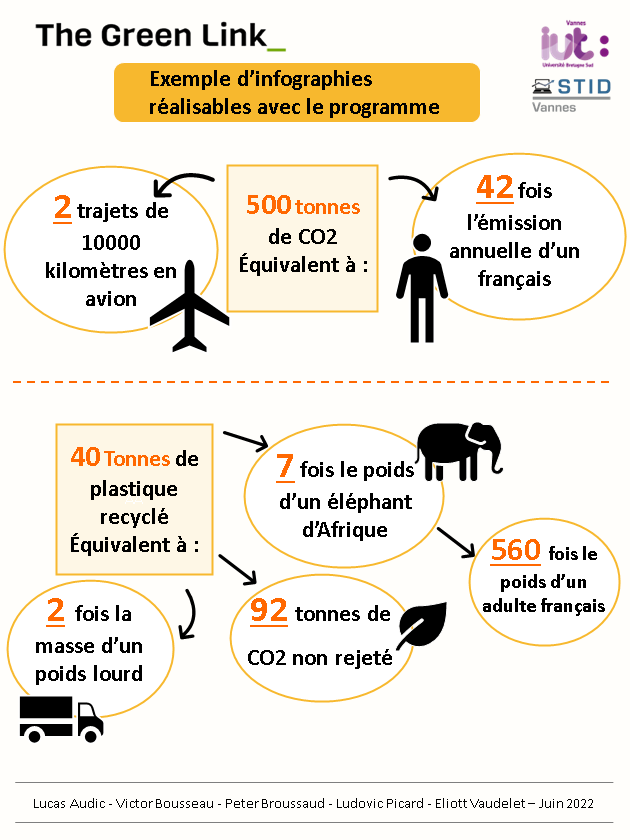 The Green Link_
Vannes
iut:
Université Bretagne Sud
STID
Vannes
Exemple d'infographies
réalisables avec le programme
2 trajets de
10000
kilomètres en
avion
500 tonnes
de CO2
Équivalent à :
42 fois
l'émission
annuelle d'un
français
40 Tonnes de
plastique
recyclé
Équivalent à :
7 fois le poids
d'un éléphant
d'Afrique
560 fois le
poids d'un
adulte français
2 fois la
masse d'un
poids lourd
92 tonnes de
CO2 non rejeté
Lucas Audic - Victor Bousseau - Peter Broussaud - Ludovic Picard - Eliott Vaudelet – Juin 2022